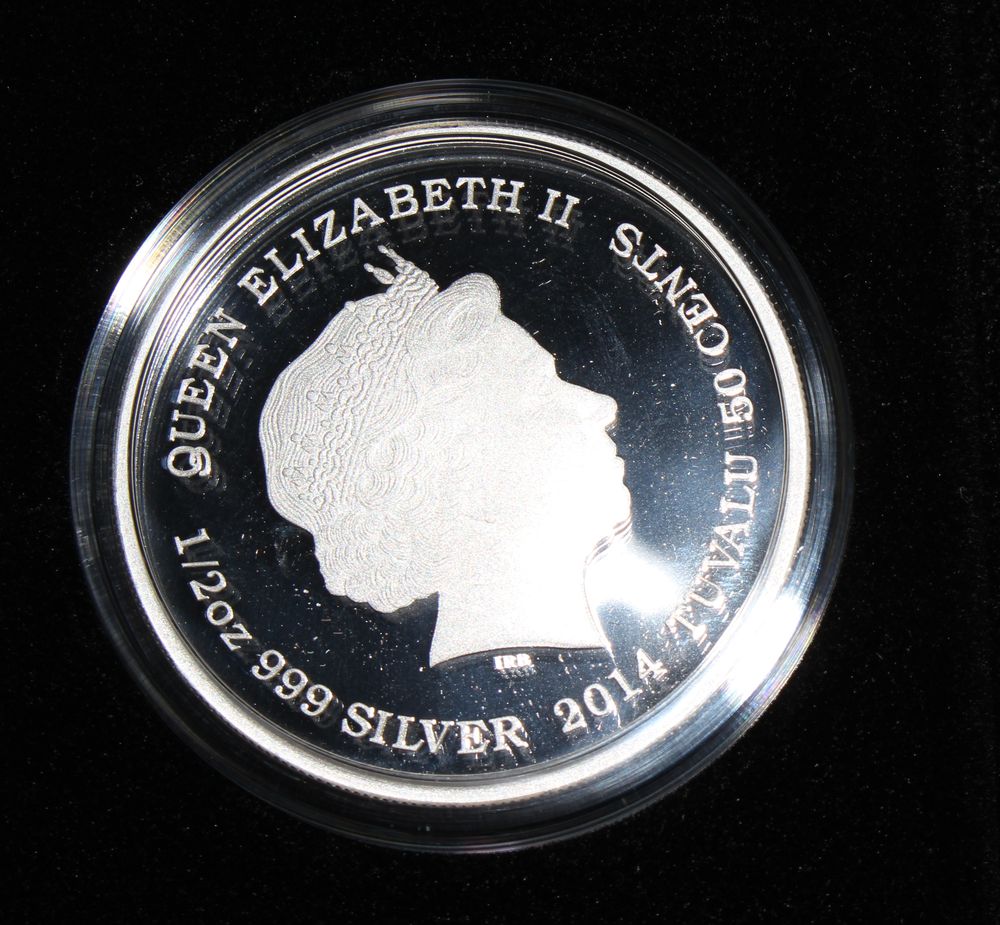 QUEEN ELIZABETH II
50 CENTS
TUVALU
2014
1/2oz 999 SILVER
IRB